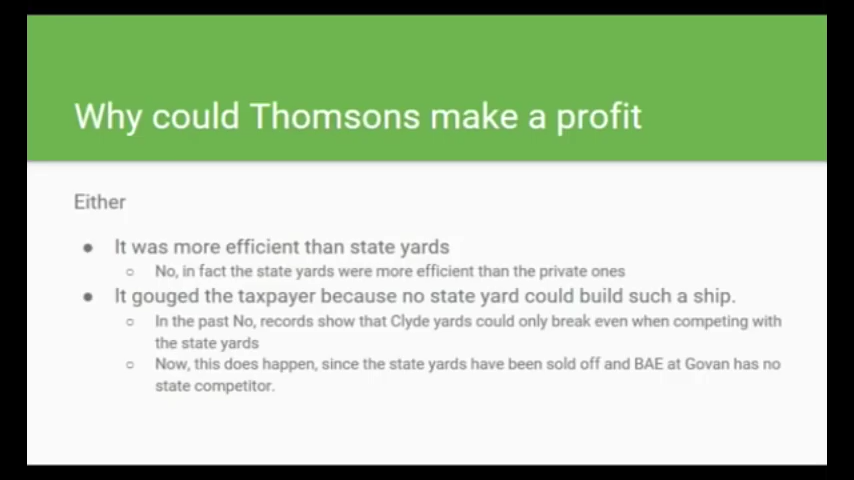 Why could Thomsons make a profit
Either
● It was more efficient than state yards
○ No, in fact the state yards were more efficient than the private ones
● It gouged the taxpayer because no state yard could build such a ship.
○ In the past No, records show that Clyde yards could only break even when competing with
the state yards
○ Now, this does happen, since the state yards have been sold off and BAE at Govan has no
state competitor.